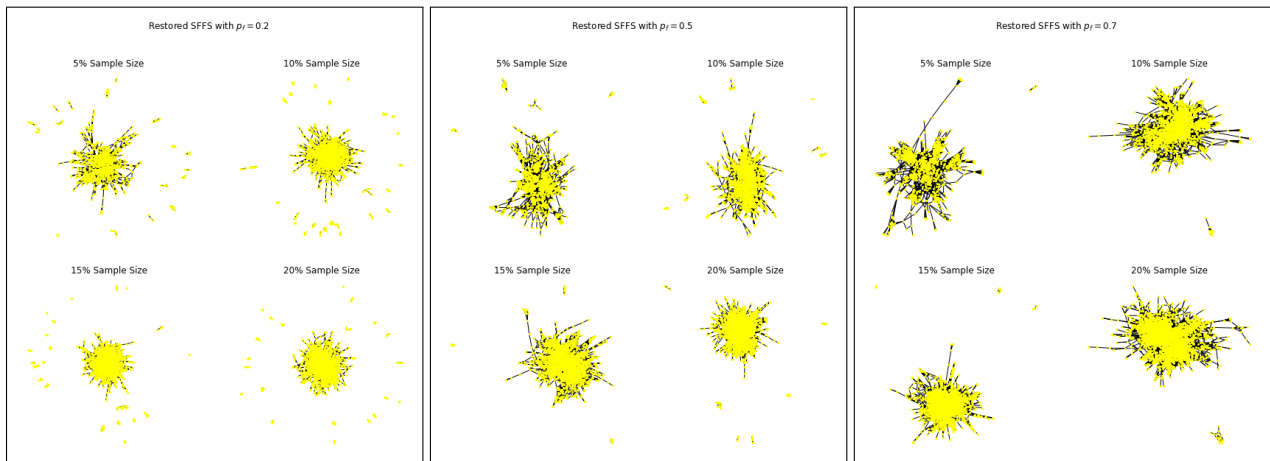 Restored SFFS with p_f = 0.2
5% Sample Size
10% Sample Size
15% Sample Size
20% Sample Size
Restored SFFS with p_f = 0.5
5% Sample Size
10% Sample Size
15% Sample Size
20% Sample Size
Restored SFFS with p_f = 0.7
5% Sample Size
10% Sample Size
15% Sample Size
20% Sample Size